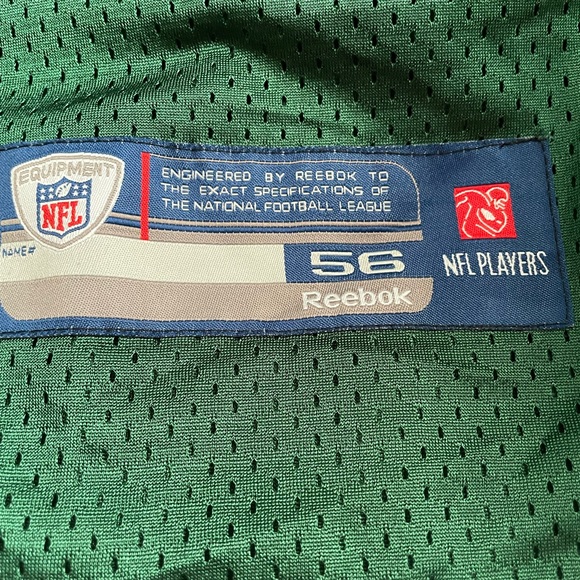 EQUIPMENT
NFL
NAME#
ENGINEERED BY REEBOK TO
THE EXACT SPECIFICATIONS OF
THE NATIONAL FOOTBALL LEAGUE
56
Reebok
NFL PLAYERS